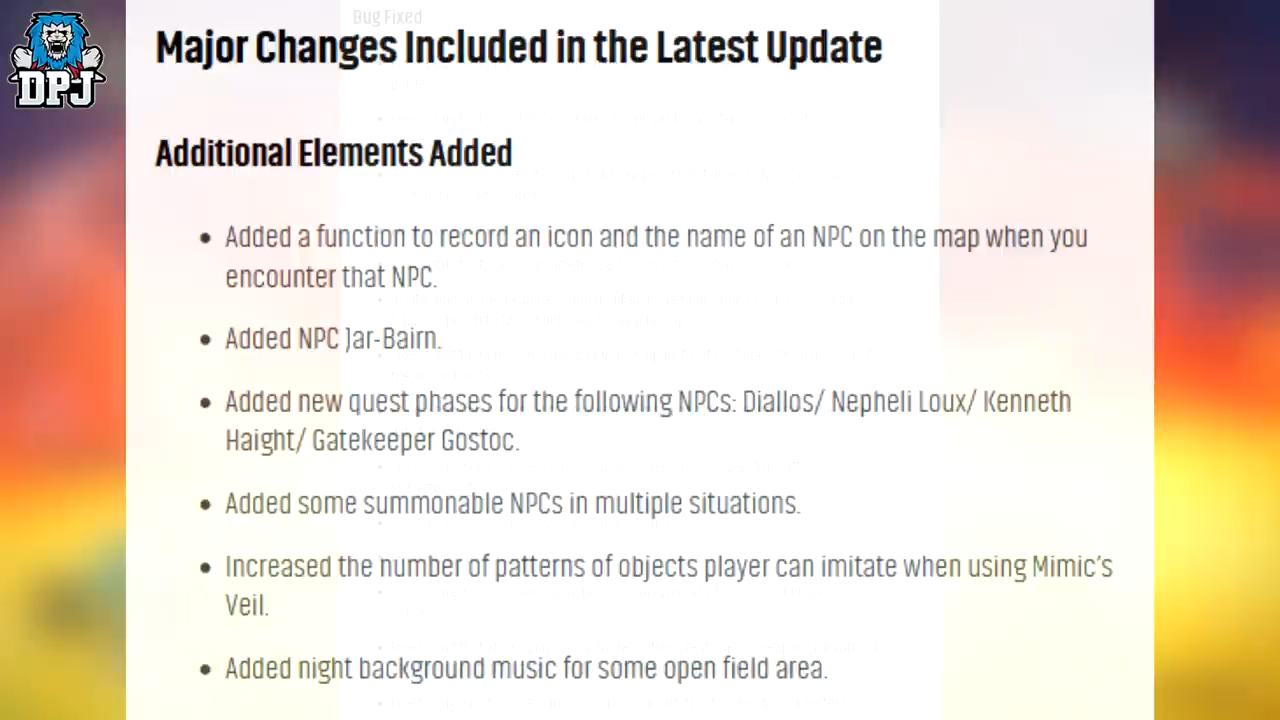 Bug Fixed
Major Changes Included in the Latest Update
DPJ
Additional Elements Added
• Added a function to record an icon and the name of an NPC on the map when you
encounter that NPC.
• Added NPC Jar-Bairn.
• Added new quest phases for the following NPCs: Diallos/ Nepheli Loux/ Kenneth
Haight/ Gatekeeper Gostoc.
• Added some summonable NPCs in multiple situations.
• Increased the number of patterns of objects player can imitate when using Mimic’s
Veil.
• Added night background music for some open field area.